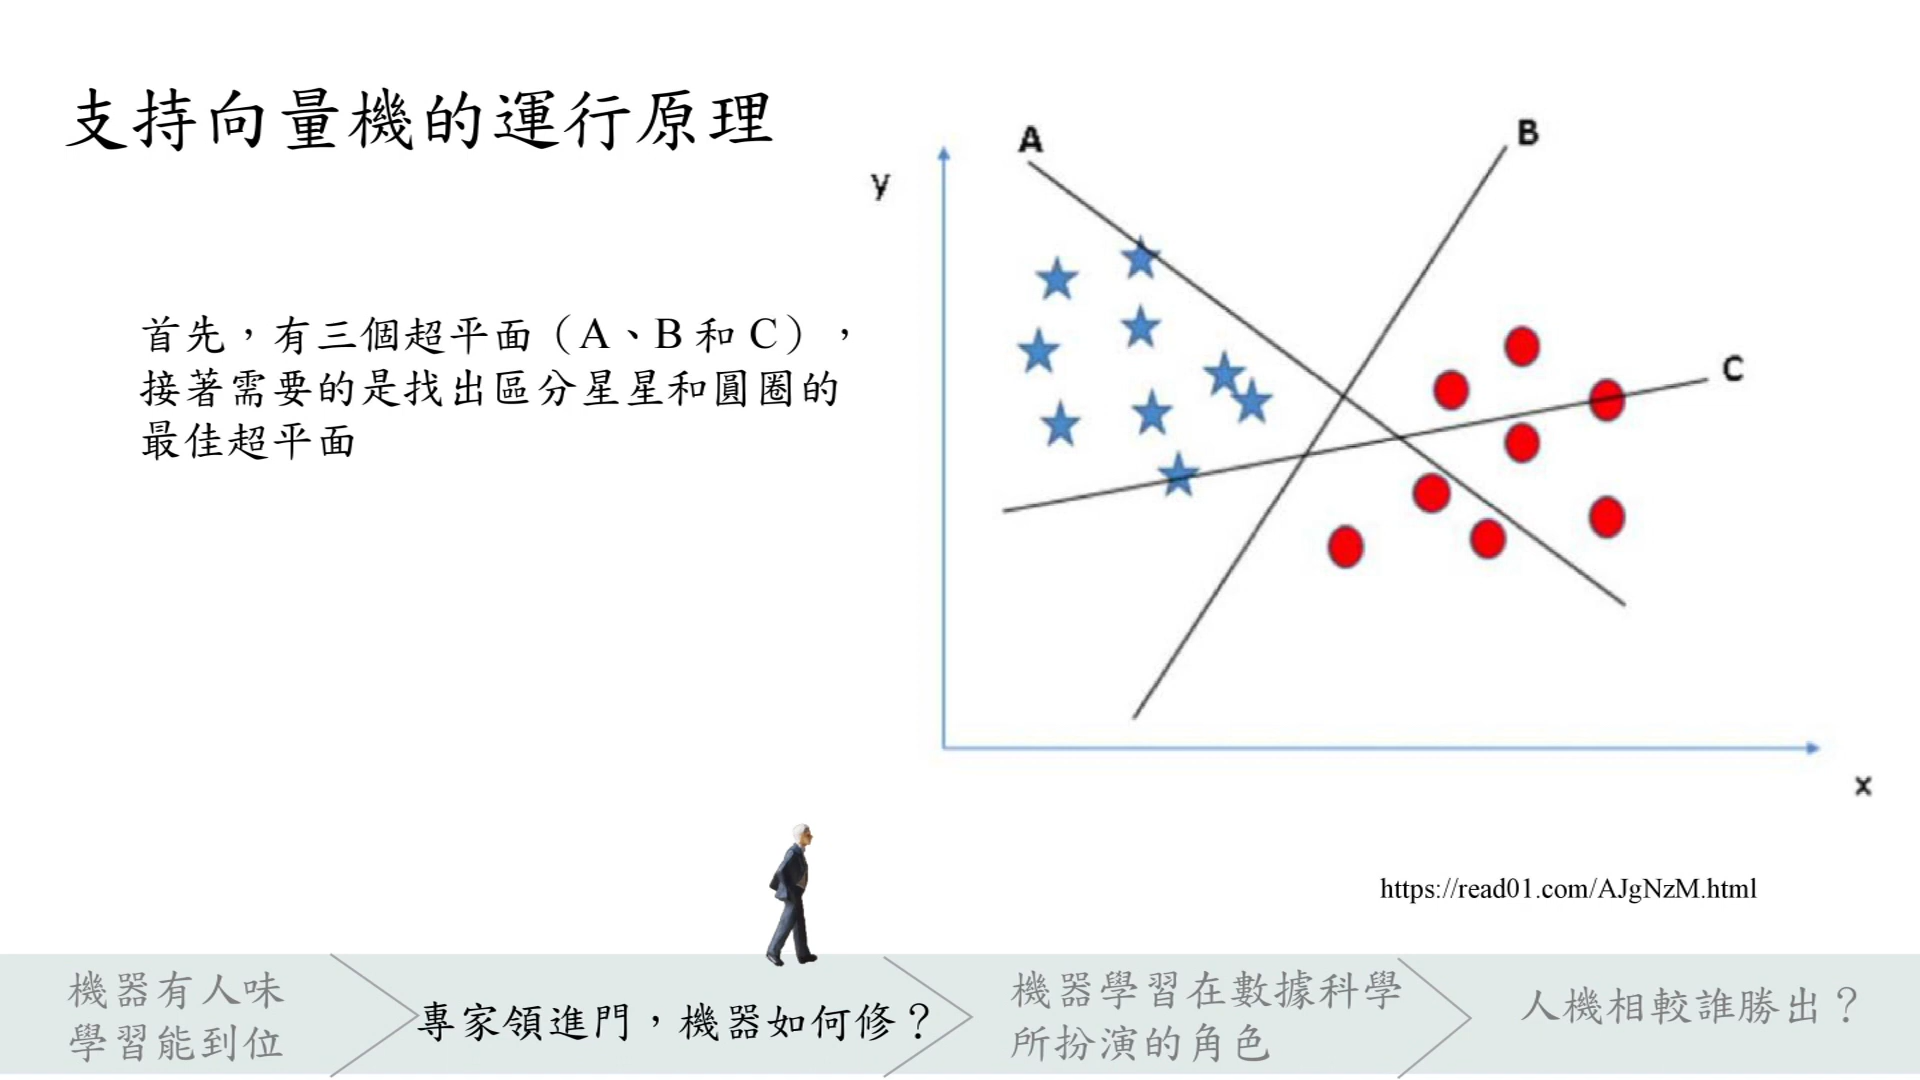 支持向量機的運行原理
首先，有三個超平面（A、B 和 C），
接著需要的是找出區分星星和圓圈的
最佳超平面
A
B
y
C
x
https://read01.com/AJgNzM.html
機器有人味
學習能到位
專家領進門，機器如何修？
機器學習在數據科學
所扮演的角色
人機相較誰勝出？